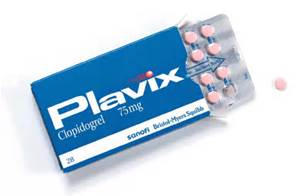 Plavix
Clopidogrel 75mg
sanofi Bristol-Myers Squibb
28